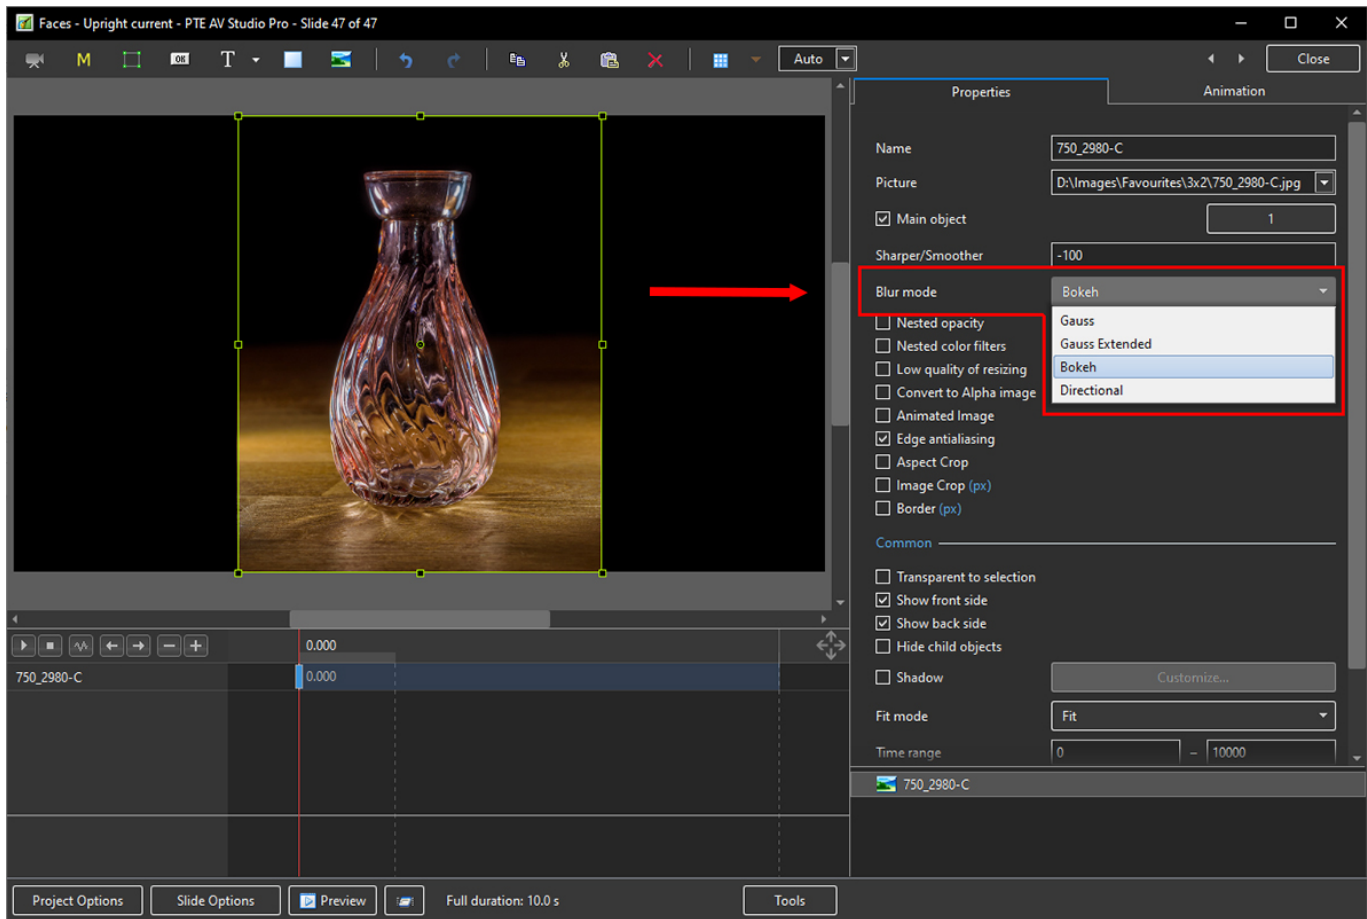 Faces - Upright current - PTE AV Studio Pro - Slide 47 of 47
M OK T Auto Close
Properties Animation
Name 750_2980-C
Picture D:\Images\Favourites\3x2\750_2980-C.jpg
Main object 1
Sharper/Smoother -100
Blur mode Bokeh
Gauss
Gauss Extended
Bokeh
Directional
Nested opacity
Nested color filters
Low quality of resizing
Convert to Alpha image
Animated Image
Edge antialiasing
Aspect Crop
Image Crop (px)
Border (px)
Common
Transparent to selection
Show front side
Show back side
Hide child objects
Shadow Customize...
Fit mode Fit
Time range 0 – 10000
750_2980-C
0.000
750_2980-C 0.000
Project Options Slide Options Preview Full duration: 10.0 s Tools